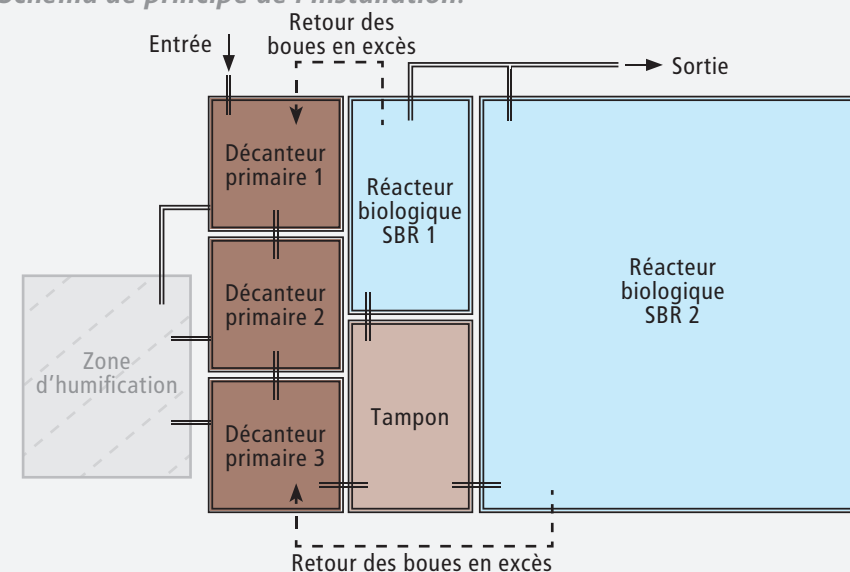 Schéma de principe de l'installation.
Retour des
boues en excès
Entrée
Sortie
Décanteur
primaire 1
Réacteur
biologique
SBR 1
Réacteur
biologique
SBR 2
Décanteur
primaire 2
Zone
d'humification
Tampon
Décanteur
primaire 3
Retour des boues en excès